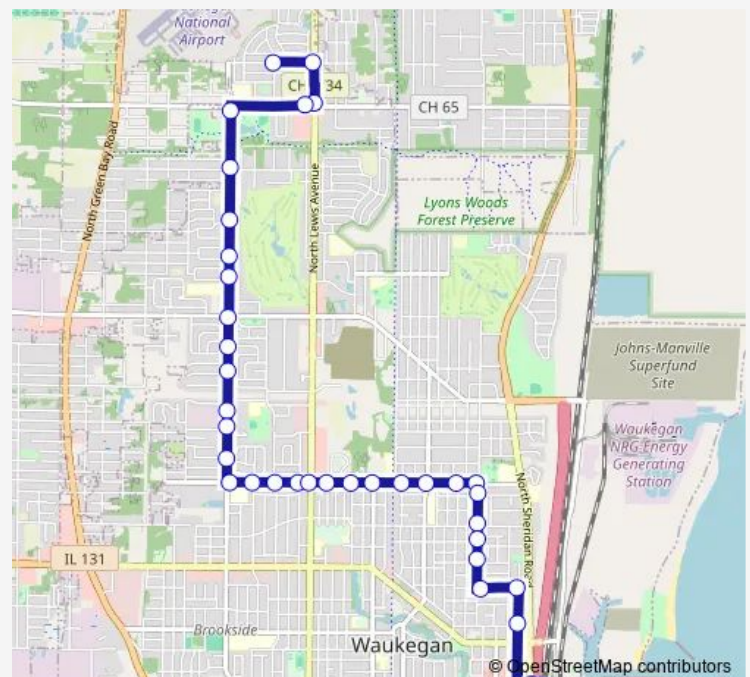 National
Airport
CH 34
CH 65
North Green Bay Road
North Lewis Avenue
Lyons Woods
Forest Preserve
Johns-Manville
Superfund
Site
Waukegan
NRG Energy
Generating
Station
North Sheridan Road
IL 131
Brookside
Waukegan
© OpenStreetMap contributors